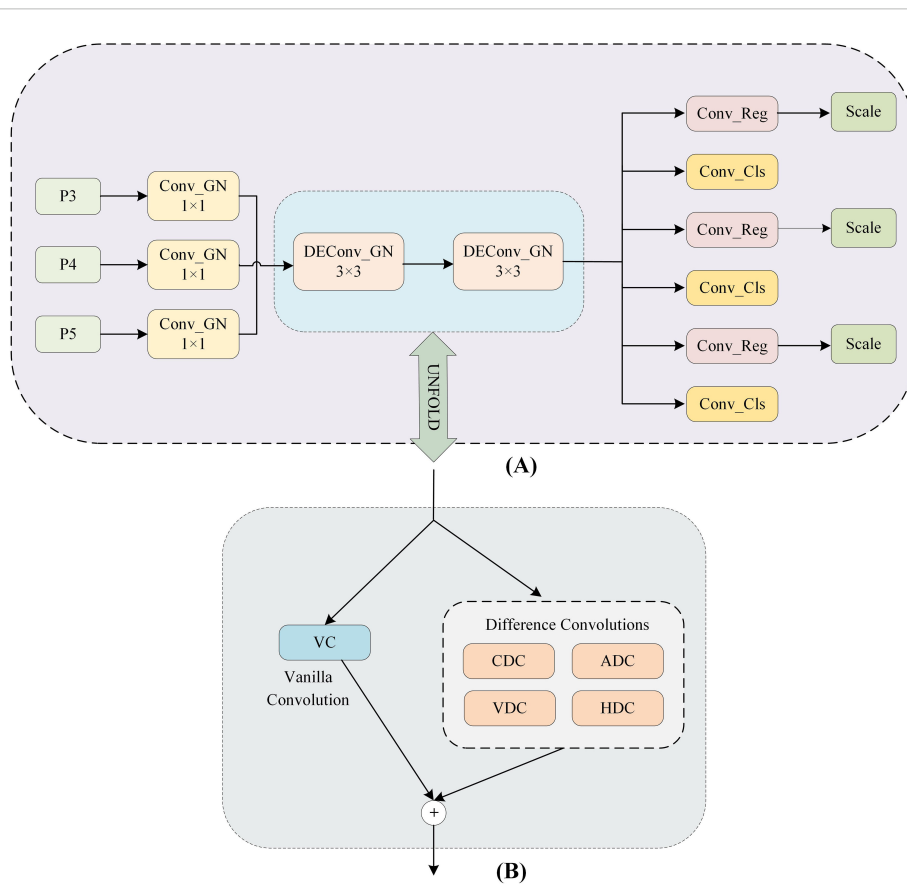 P3
Conv_GN
1×1
P4
Conv_GN
1×1
P5
Conv_GN
1×1
DEConv_GN
3×3
DEConv_GN
3×3
Conv_Reg
Scale
Conv_Cls
Conv_Reg
Scale
Conv_Cls
Conv_Reg
Scale
Conv_Cls
UNFOLD
(A)
VC
Vanilla
Convolution
Difference Convolutions
CDC
ADC
VDC
HDC
+
(B)